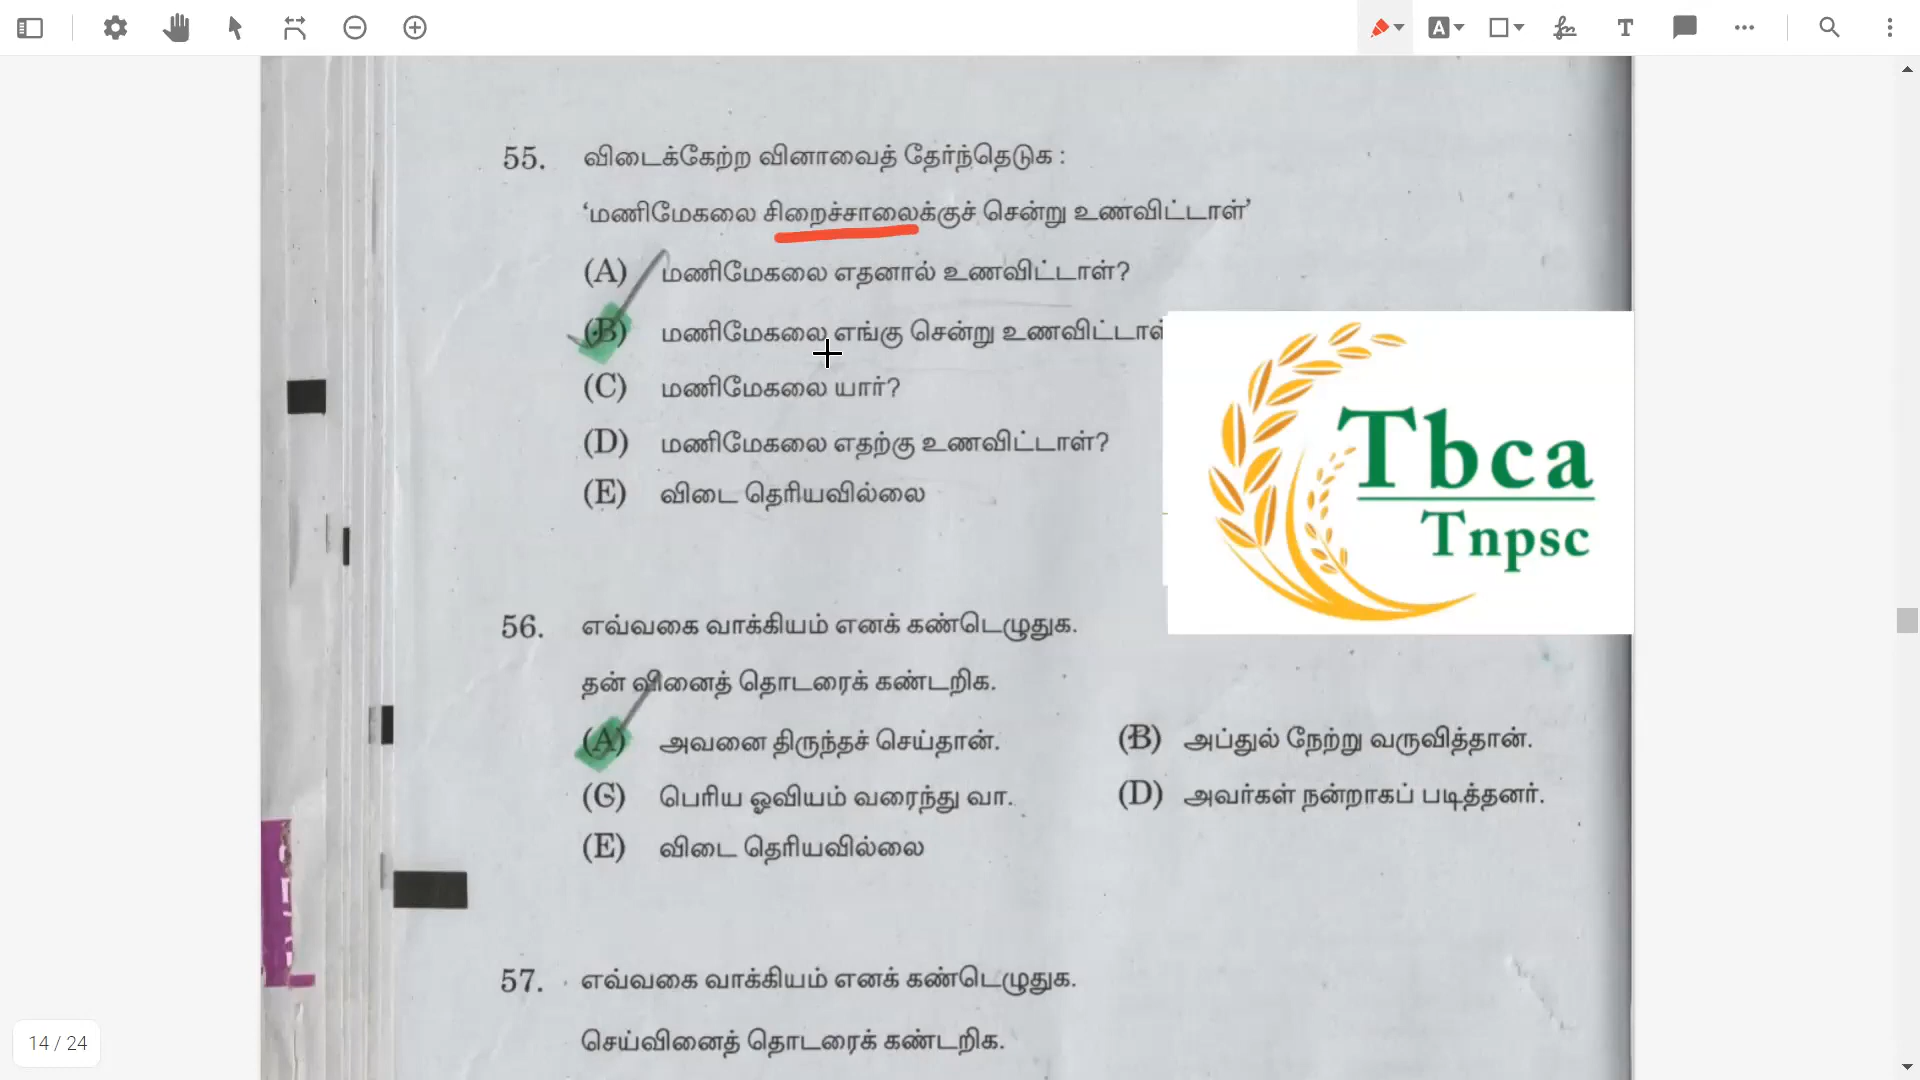 55. விடைக்கேற்ற வினாவைத் தேர்ந்தெடுக :
‘மணிமேகலை சிறைச்சாலைக்குச் சென்று உணவிட்டாள்’
(A) மணிமேகலை எதனால் உணவிட்டாள்?
(B) மணிமேகலை எங்கு சென்று உணவிட்டாள்
(C) மணிமேகலை யார்?
(D) மணிமேகலை எதற்கு உணவிட்டாள்?
(E) விடை தெரியவில்லை
Tbca
Tnpsc
56. எவ்வகை வாக்கியம் எனக் கண்டெழுதுக.
தன் வினைத் தொடரைக் கண்டறிக.
(A) அவனை திருந்தச் செய்தான். (B) அப்துல் நேற்று வருவித்தான்.
(C) பெரிய ஓவியம் வரைந்து வா. (D) அவர்கள் நன்றாகப் படித்தனர்.
(E) விடை தெரியவில்லை
57. எவ்வகை வாக்கியம் எனக் கண்டெழுதுக.
செய்வினைத் தொடரைக் கண்டறிக.
14 / 24